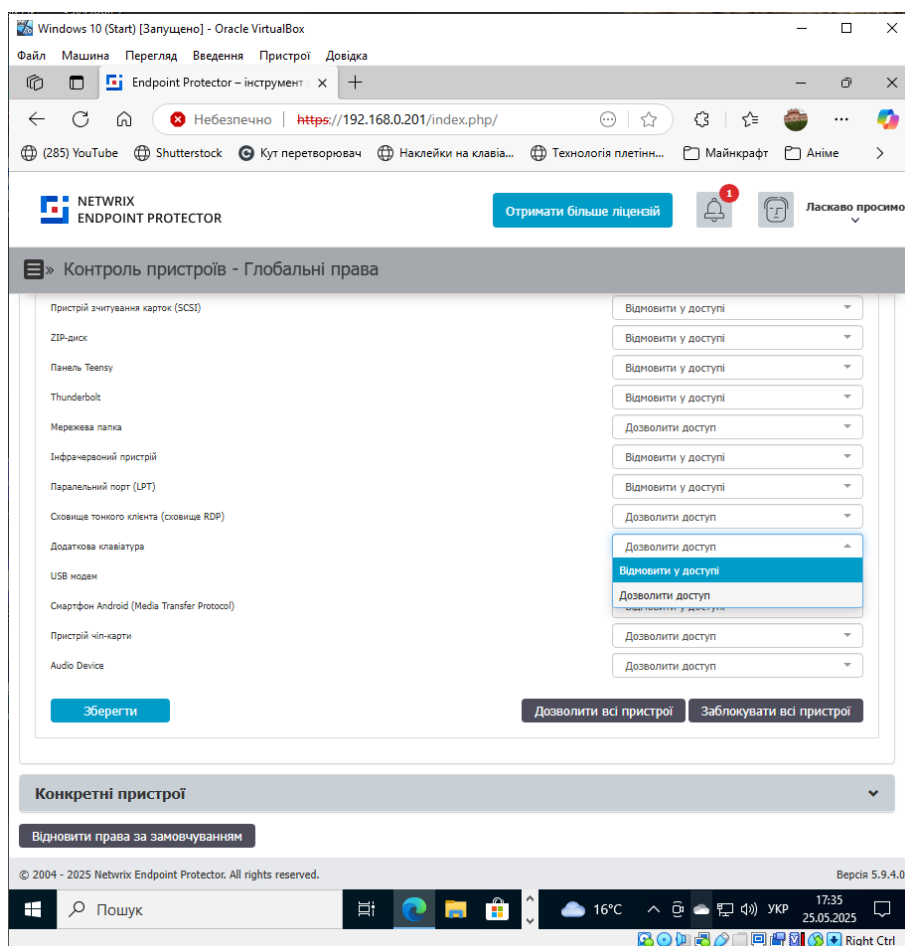 Windows 10 (Start) [Запущено] - Oracle VirtualBox
Файл Машина Перегляд Введення Пристрої Довідка
Endpoint Protector – інструмент
Небезпечно https://192.168.0.201/index.php/
(285) YouTube Shutterstock Кут перетворювач Наклейки на клавіа... Технологія плетінн... Майнкрафт Аніме
NETWRIX
ENDPOINT PROTECTOR
Отримати більше ліцензій
1
Ласкаво просимо
» Контроль пристроїв - Глобальні права
Пристрій зчитування карток (SCSI) Відмовити у доступі
ZIP-диск Відмовити у доступі
Панель Teensy Відмовити у доступі
Thunderbolt Відмовити у доступі
Мережева папка Дозволити доступ
Інфрачервоний пристрій Відмовити у доступі
Паралельний порт (LPT) Відмовити у доступі
Сховище тонкого клієнта (сховище RDP) Дозволити доступ
Додаткова клавіатура Дозволити доступ
Відмовити у доступі
USB модем
Дозволити доступ
Смартфон Android (Media Transfer Protocol)
Пристрій чіп-карти Дозволити доступ
Audio Device Дозволити доступ
Зберегти Дозволити всі пристрої Заблокувати всі пристрої
Конкретні пристрої
Відновити права за замовчуванням
© 2004 - 2025 Netwrix Endpoint Protector. All rights reserved. Версія 5.9.4.0
Пошук 16°C УКР 17:35
25.05.2025
Right Ctrl